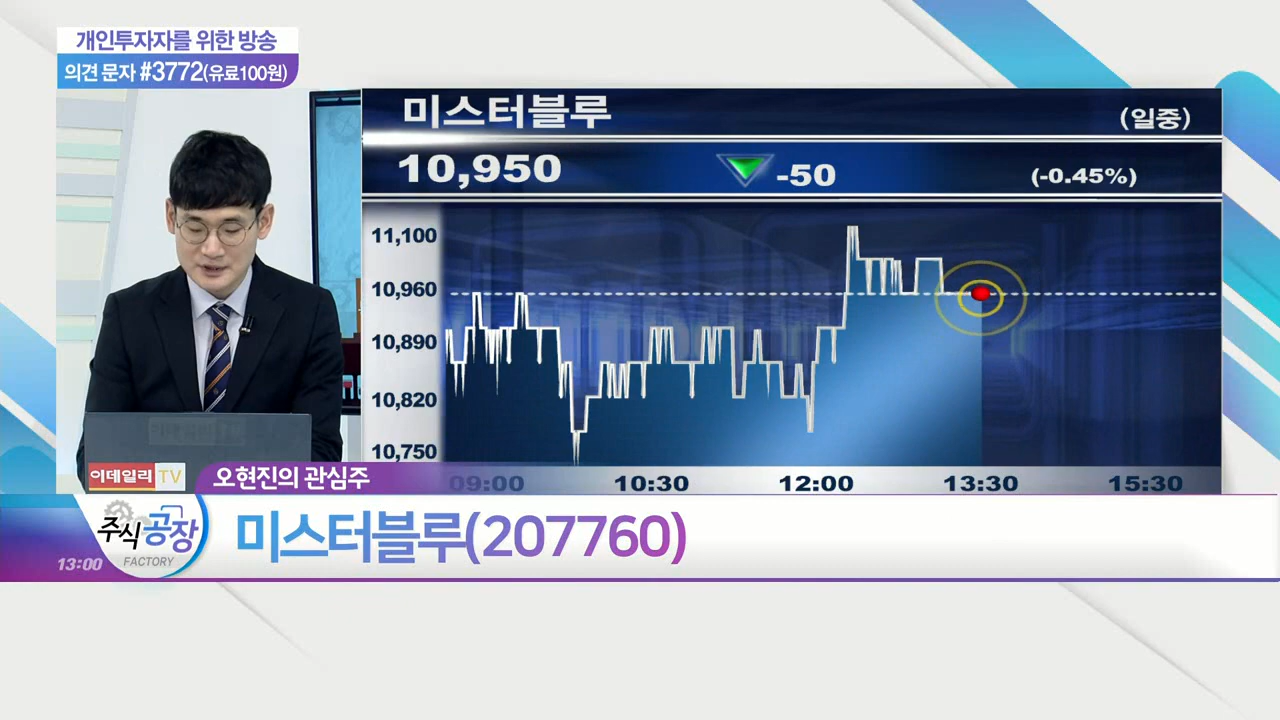 개인투자자를 위한 방송
의견 문자 #3772(유료100원)
미스터블루
(일중)
10,950
-50
(-0.45%)
11,100
10,960
10,890
10,820
10,750
09:00
10:30
12:00
13:30
15:30
이데일리 TV
오현진의 관심주
주식공장
FACTORY
13:00
미스터블루(207760)